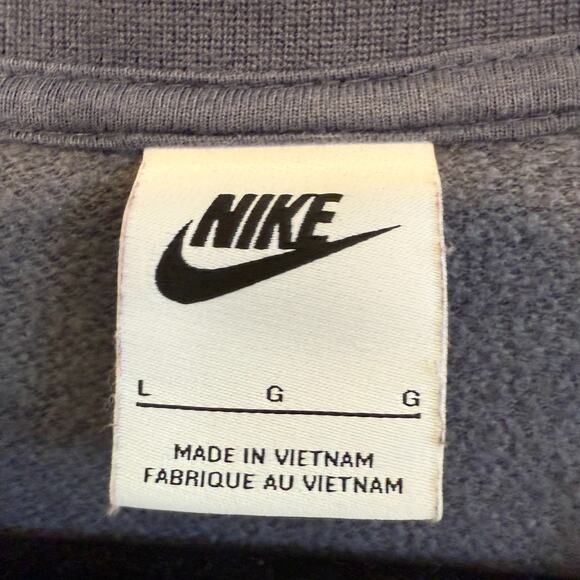 NIKE
L G G
MADE IN VIETNAM
FABRIQUE AU VIETNAM